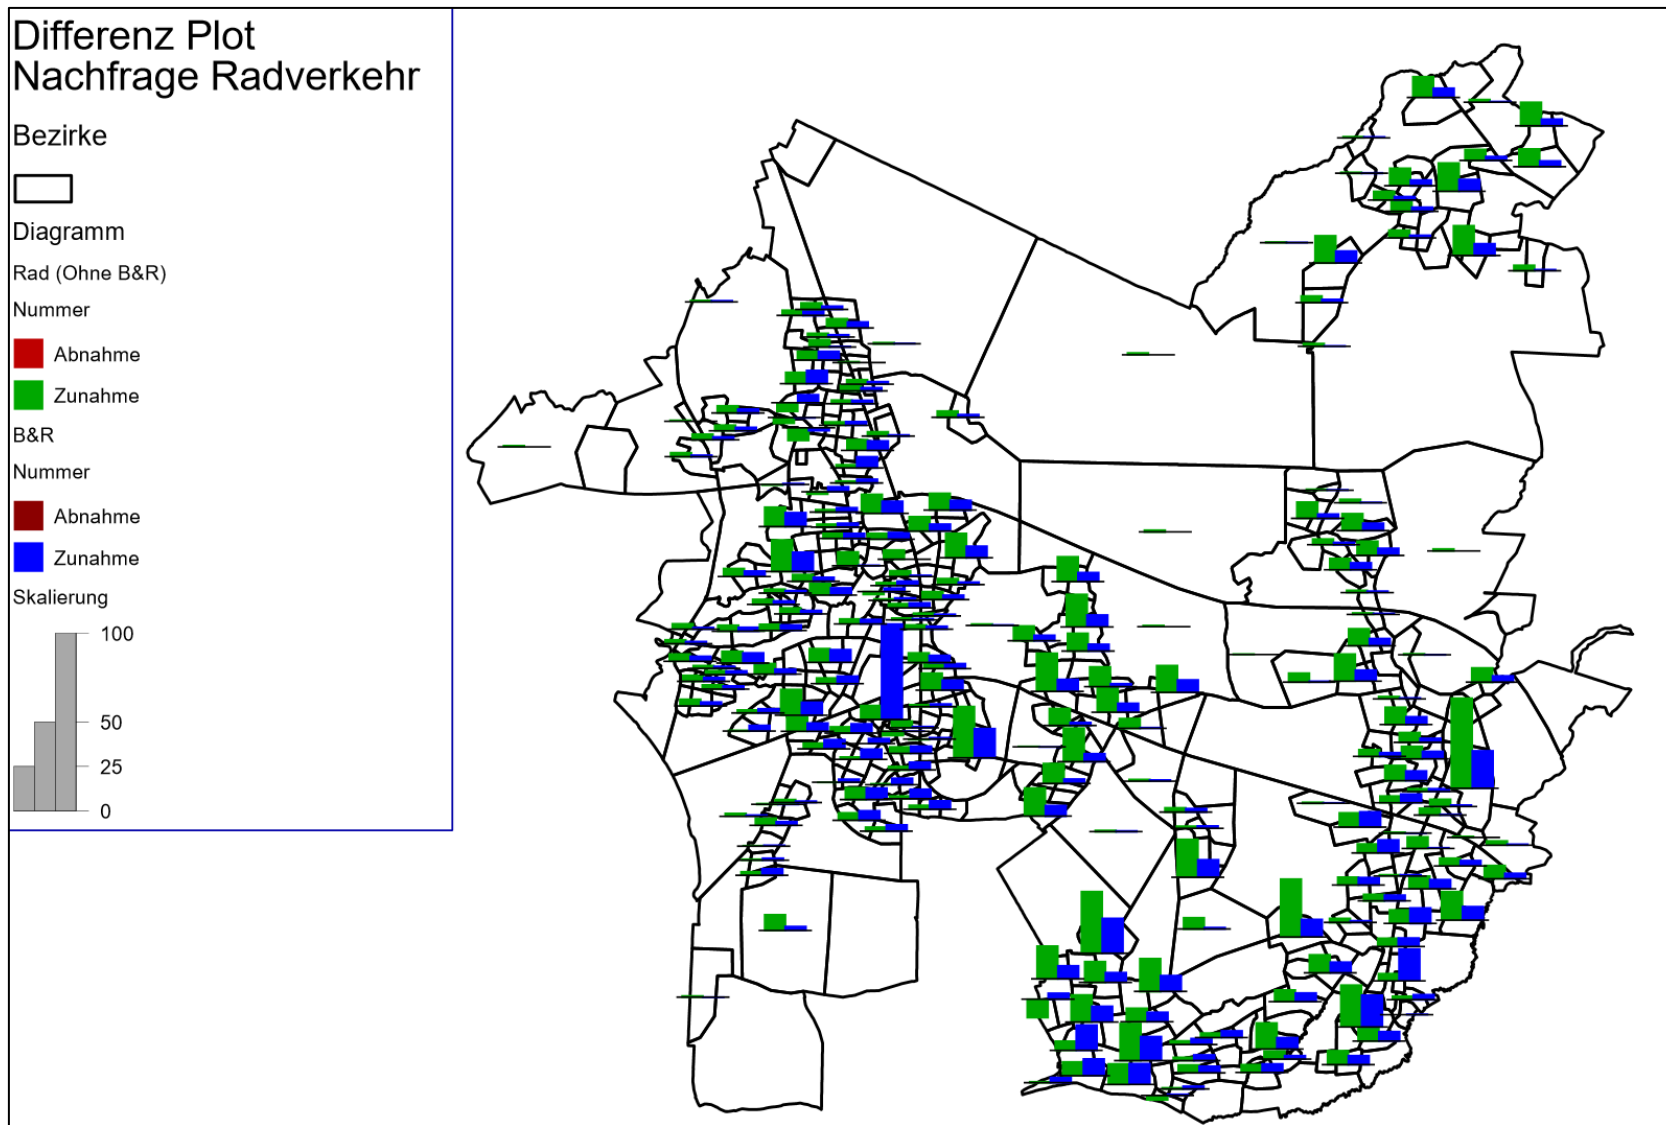 Differenz Plot
Nachfrage Radverkehr
Bezirke
Diagramm
Rad (Ohne B&R)
Nummer
Abnahme
Zunahme
B&R
Nummer
Abnahme
Zunahme
Skalierung
100
50
25
0